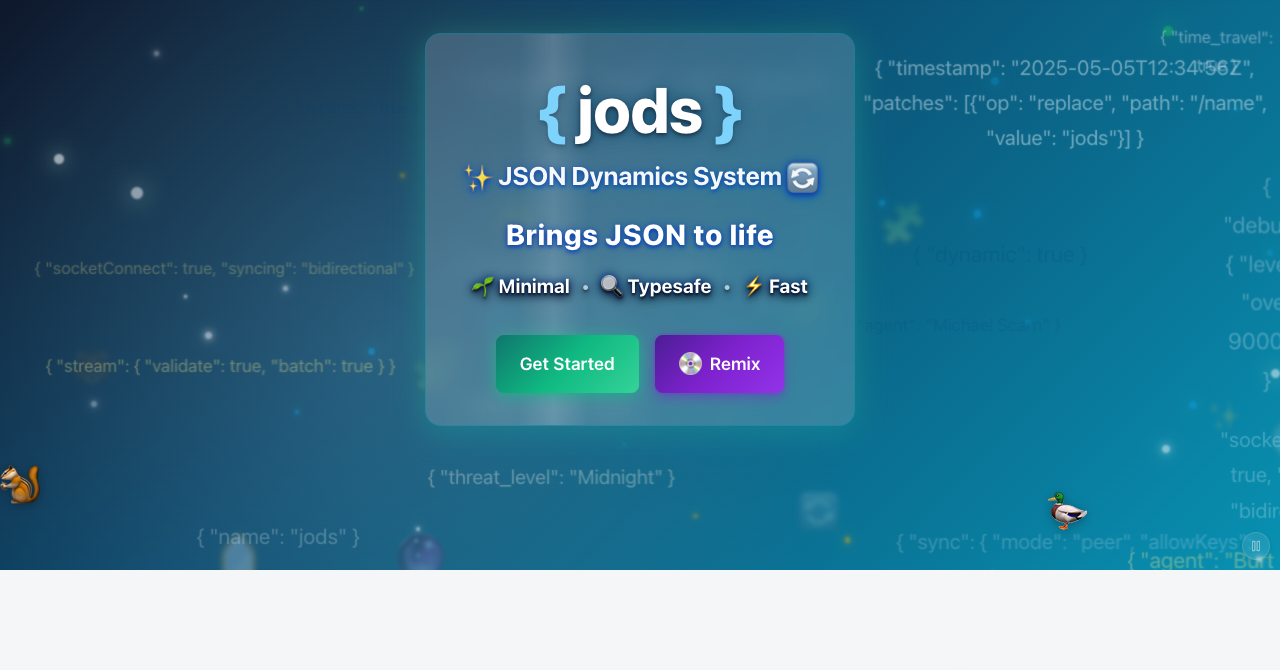 { jods }
✨ JSON Dynamics System 🔄
Brings JSON to life
🌱 Minimal • 🔍 Typesafe • ⚡ Fast
Get Started
💿 Remix
{ "time_travel":
{ "timestamp": "2025-05-05T12:34:56Z",
"patches": [{"op": "replace", "path": "/name",
"value": "jods"}] }
{ "socketConnect": true, "syncing": "bidirectional" }
{ "dynamic": true }
{
"debu
{ "leve
"ove
9000
}
agent": "Michael Scarn" }
{ "stream": { "validate": true, "batch": true } }
"socke
true,
"bidire
{ "threat_level": "Midnight" }
{ "name": "jods" }
{ "sync": { "mode": "peer", "allowKeys"
{ "agent": "Burt